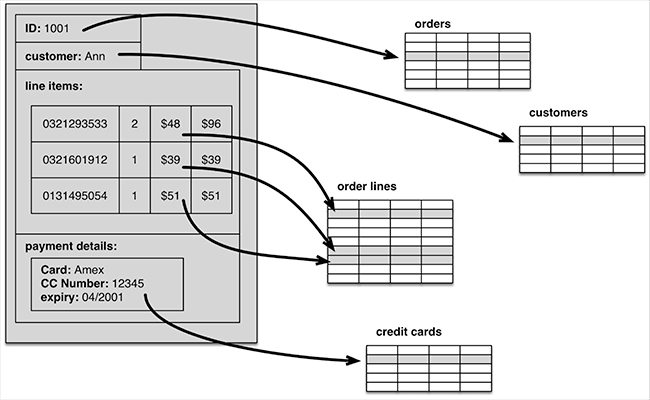 ID: 1001
customer: Ann
line items:
0321293533 2 $48 $96
0321601912 1 $39 $39
0131495054 1 $51 $51
payment details:
Card: Amex
CC Number: 12345
expiry: 04/2001
orders
customers
order lines
credit cards